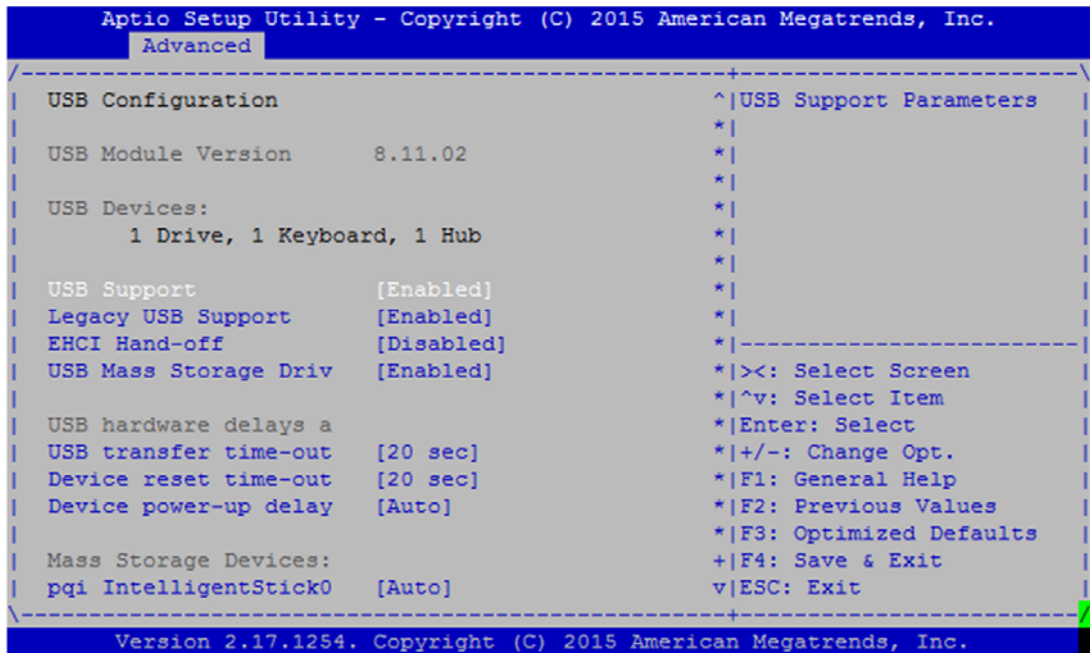 Aptio Setup Utility - Copyright (C) 2015 American Megatrends, Inc.
Advanced
/----------------------------------------------------+-------------------------\
| USB Configuration ^|USB Support Parameters |
| *| |
| USB Module Version 8.11.02 *| |
| *| |
| USB Devices: *| |
| 1 Drive, 1 Keyboard, 1 Hub *| |
| *| |
| USB Support [Enabled] *| |
| Legacy USB Support [Enabled] *| |
| EHCI Hand-off [Disabled] *|-------------------------|
| USB Mass Storage Driv [Enabled] *|><: Select Screen |
| *|^v: Select Item |
| USB hardware delays a *|Enter: Select |
| USB transfer time-out [20 sec] *|+/-: Change Opt. |
| Device reset time-out [20 sec] *|F1: General Help |
| Device power-up delay [Auto] *|F2: Previous Values |
| *|F3: Optimized Defaults |
| Mass Storage Devices: +|F4: Save & Exit |
| pqi IntelligentStick0 [Auto] v|ESC: Exit |
\----------------------------------------------------+-------------------------/
Version 2.17.1254. Copyright (C) 2015 American Megatrends, Inc.